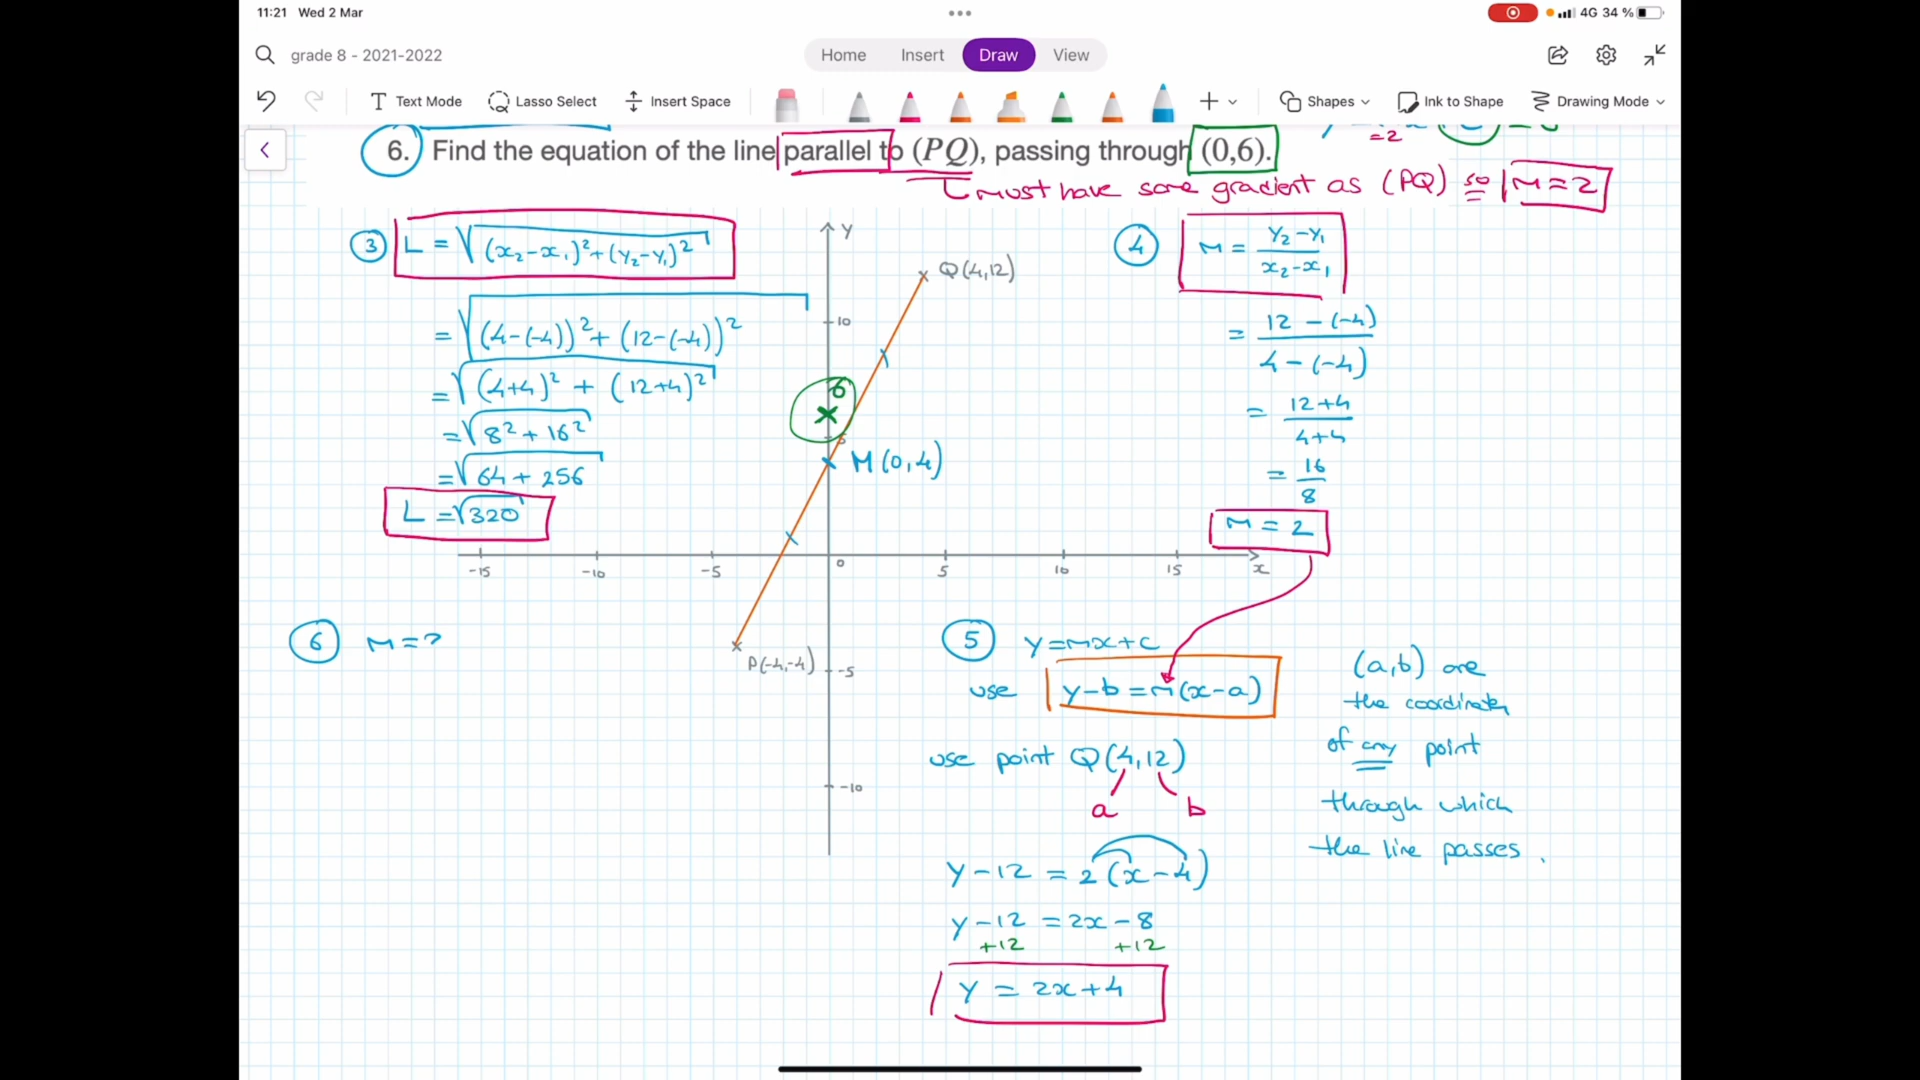 11:21 Wed 2 Mar
4G 34 %
grade 8 - 2021-2022
Home Insert Draw View
Text Mode Lasso Select Insert Space Shapes Ink to Shape Drawing Mode
=2
6. Find the equation of the line parallel to (PQ), passing through (0,6).
must have same gradient as (PQ) so M = 2
3 L = √(x₂-x₁)²+(y₂-y₁)²
= √(4-(-4))²+(12-(-4))²
= √(4+4)² + (12+4)²
= √8²+16²
= √64+256
L = √320
y
Q(4,12)
10
6
5
M(0,4)
-15 -10 -5 0 5 10 15 x
P(-4,-4)
-5
-10
4 M = y₂-y₁ / x₂-x₁
= 12-(-4) / 4-(-4)
= 12+4 / 4+4
= 16 / 8
M = 2
6 M = ?
5 y=mx+c
use y-b=m(x-a)
use point Q(4,12)
a b
y-12 = 2(x-4)
y-12 = 2x-8
+12 +12
y = 2x+4
(a,b) are
the coordinates
of any point
through which
the line passes.